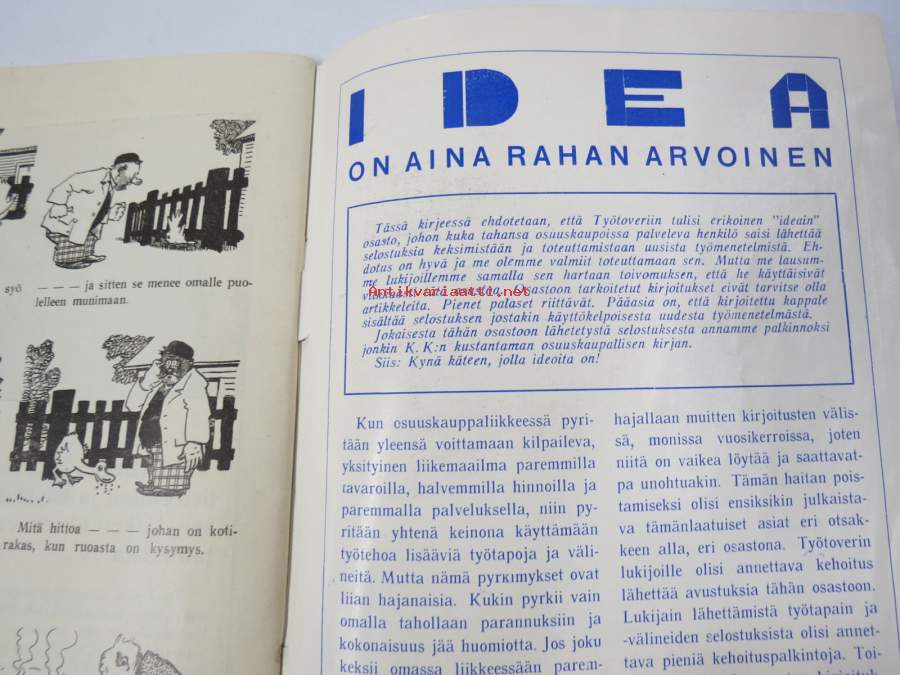 syö — — — ja sitten se menee omalle puo-
lelleen munimaan.
Mitä hittoa — — — johan on koti-
rakas, kun ruoasta on kysymys.
IDEA
ON AINA RAHAN ARVOINEN
Tässä kirjeessä ehdotetaan, että Työtoveriin tulisi erikoinen "ideain"
osasto, johon kuka tahansa osuuskaupoissa palveleva henkilö saisi lähettää
selostuksia keksimistään ja toteuttamistaan uusista työmenetelmistä. Eh-
dotus on hyvä ja me olemme valmiit toteuttamaan sen. Mutta me lausum-
me lukijoillemme samalla sen hartaan toivomuksen, että he käyttäisivät
Osastoon tarkoitetut kirjoitukset eivät tarvitse olla
Antikvariaatti.net
artikkeleita. Pienet palaset riittävät. Pääasia on, että kirjoitettu kappale
sisältää selostuksen jostakin käyttökelpoisesta uudesta työmenetelmästä.
Jokaisesta tähän osastoon lähetetystä selostuksesta annamme palkinnoksi
jonkin K. K:n kustantaman osuuskaupallisen kirjan.
Siis: Kynä käteen, jolla ideoita on!
Kun osuuskauppaliikkeessä pyri-
tään yleensä voittamaan kilpaileva,
yksityinen liikemaailma paremmilla
tavaroilla, halvemmilla hinnoilla ja
paremmalla palveluksella, niin py-
ritään yhtenä keinona käyttämään
työtehoa lisääviä työtapoja ja väli-
neitä. Mutta nämä pyrkimykset ovat
liian hajanaisia. Kukin pyrkii vain
omalla tahollaan parannuksiin ja
kokonaisuus jää huomiotta. Jos joku
keksii omassa liikkeessään parem-
hajallaan muitten kirjoitusten välis-
sä, monissa vuosikerroissa, joten
niitä on vaikea löytää ja saattavat-
pa unohtuakin. Tämän haitan pois-
tamiseksi olisi ensiksikin julkaista-
va tämänlaatuiset asiat eri otsak-
keen alla, eri osastona. Työtoverin
lukijoille olisi annettava kehoitus
lähettää avustuksia tähän osastoon.
Lukijain lähettämistä työtapain ja
-välineiden selostuksista olisi annet-
tava pieniä kehoituspalkintoja. Toi-